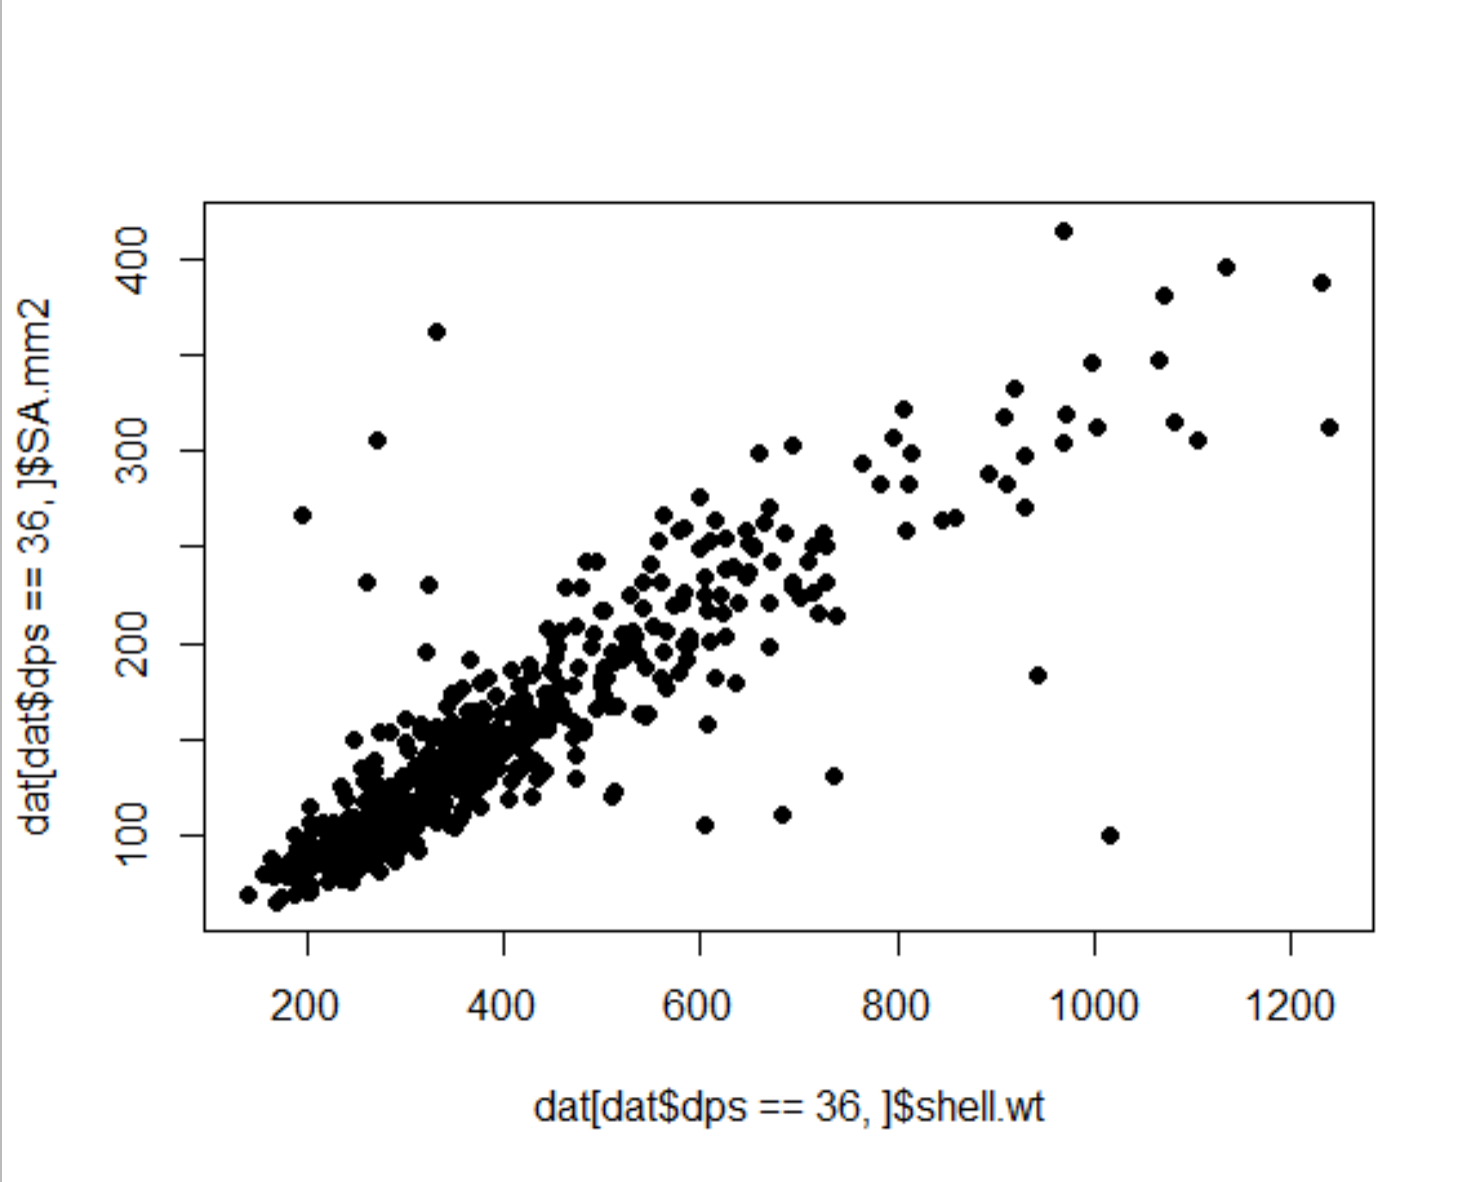 400
300
200
100
dat[dat$dps == 36, ]$SA.mm2
200 400 600 800 1000 1200
dat[dat$dps == 36, ]$shell.wt